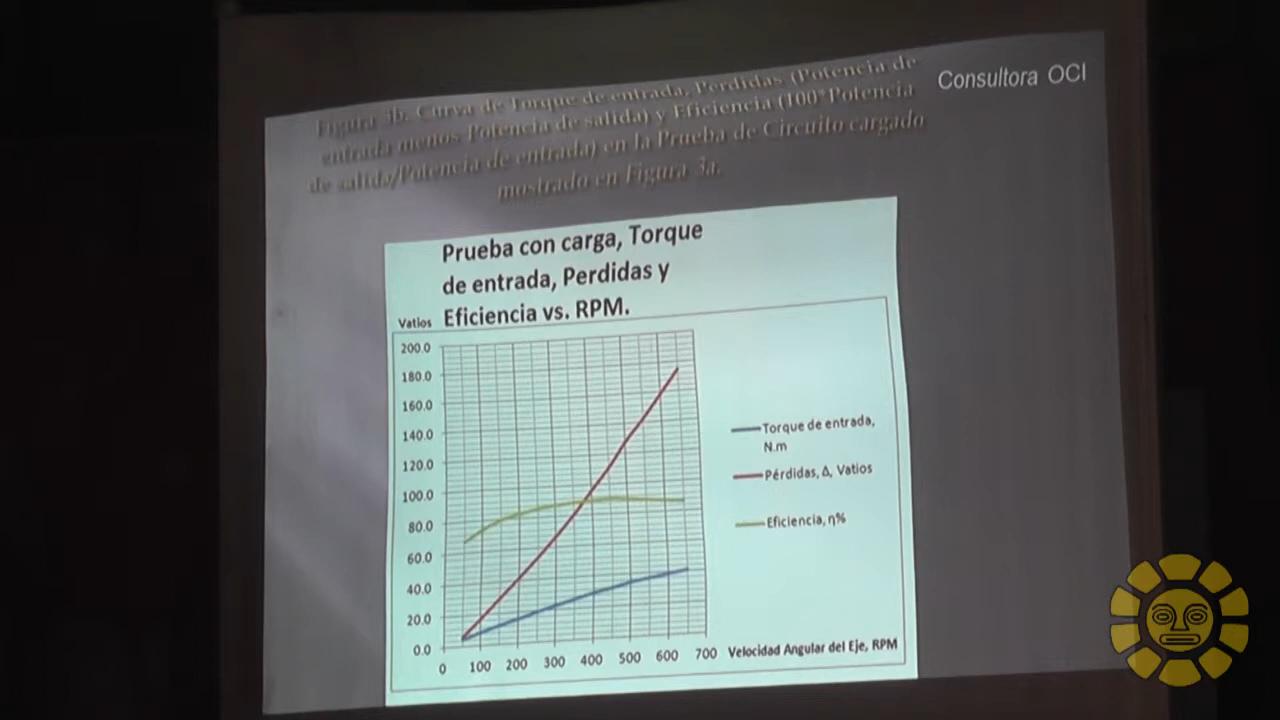 Consultora OCI
Figura 3b. Curva de Torque de entrada, Perdidas (Potencia de
entrada menos Potencia de salida) y Eficiencia (100*Potencia
de salida/Potencia de entrada) en la Prueba de Circuito cargado
mostrado en Figura 3a.
Prueba con carga, Torque
de entrada, Perdidas y
Eficiencia vs. RPM.
Vatios
200.0
180.0
160.0
140.0
120.0
100.0
80.0
60.0
40.0
20.0
0.0
0 100 200 300 400 500 600 700
Velocidad Angular del Eje, RPM
Torque de entrada,
N.m
Pérdidas, Δ, Vatios
Eficiencia, η%